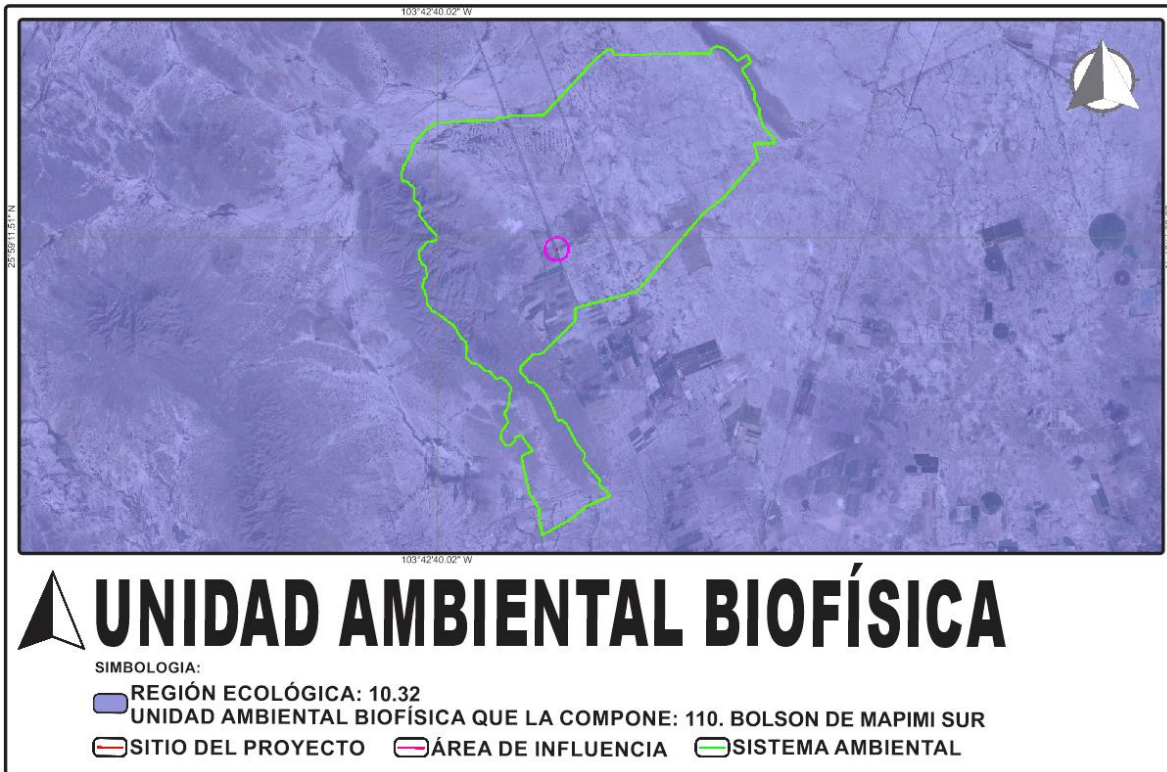 103°42'40.02" W
25°59'11.51" N
103°42'40.02" W
UNIDAD AMBIENTAL BIOFÍSICA
SIMBOLOGIA:
REGIÓN ECOLÓGICA: 10.32
UNIDAD AMBIENTAL BIOFÍSICA QUE LA COMPONE: 110. BOLSON DE MAPIMI SUR
SITIO DEL PROYECTO ÁREA DE INFLUENCIA SISTEMA AMBIENTAL